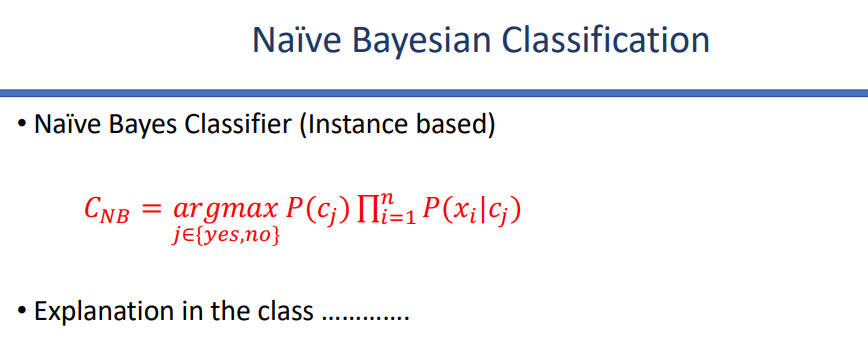 Naïve Bayesian Classification
• Naïve Bayes Classifier (Instance based)
C_NB = argmax P(c_j) ∏_{i=1}^{n} P(x_i|c_j)
j∈{yes,no}
• Explanation in the class .............